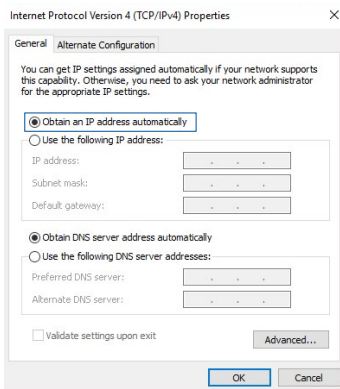 Internet Protocol Version 4 (TCP/IPv4) Properties
General
Alternate Configuration
You can get IP settings assigned automatically if your network supports
this capability. Otherwise, you need to ask your network administrator
for the appropriate IP settings.
Obtain an IP address automatically
Use the following IP address:
IP address:
Subnet mask:
Default gateway:
Obtain DNS server address automatically
Use the following DNS server addresses:
Preferred DNS server:
Alternate DNS server:
Validate settings upon exit
Advanced...
OK
Cancel